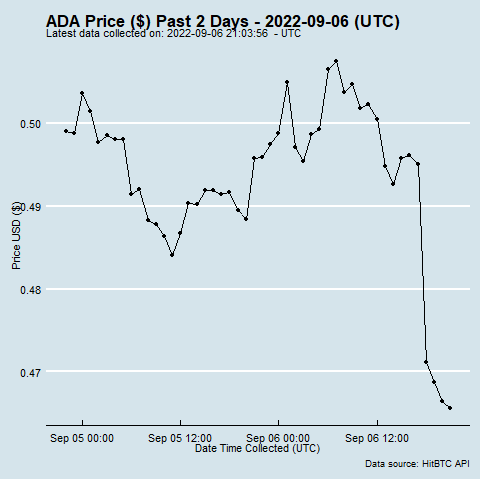 ADA Price ($) Past 2 Days - 2022-09-06 (UTC)
Latest data collected on: 2022-09-06 21:03:56 - UTC
Price USD ($)
0.50
0.49
0.48
0.47
Sep 05 00:00 Sep 05 12:00 Sep 06 00:00 Sep 06 12:00
Date Time Collected (UTC)
Data source: HitBTC API